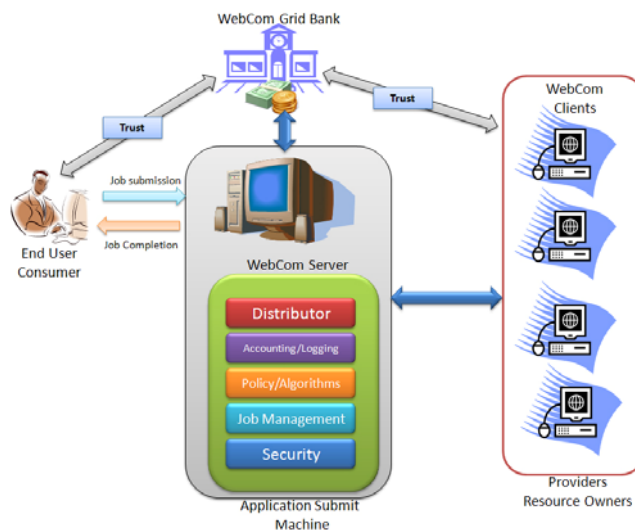 WebCom Grid Bank
Trust
Trust
WebCom
Clients
Job submission
Job Completion
End User
Consumer
WebCom Server
Distributor
Accounting/Logging
Policy/Algorithms
Job Management
Security
Application Submit
Machine
Providers
Resource Owners